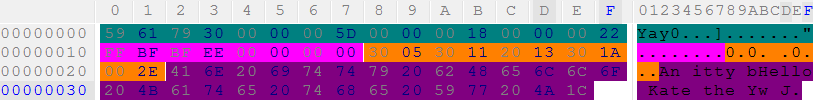 0 1 2 3 4 5 6 7 8 9 A B C D E F 0123456789ABCDEF
00000000 59 61 79 30 00 00 00 5D 00 00 00 18 00 00 00 22 Yay0...]......."
00000010 FF BF BF EE 00 00 00 00 30 05 30 11 20 13 30 1A ........0.0. .0.
00000020 00 2E 41 6E 20 69 74 74 79 20 62 48 65 6C 6C 6F ..An itty bHello
00000030 20 4B 61 74 65 20 74 68 65 20 59 77 20 4A 1C Kate the Yw J.